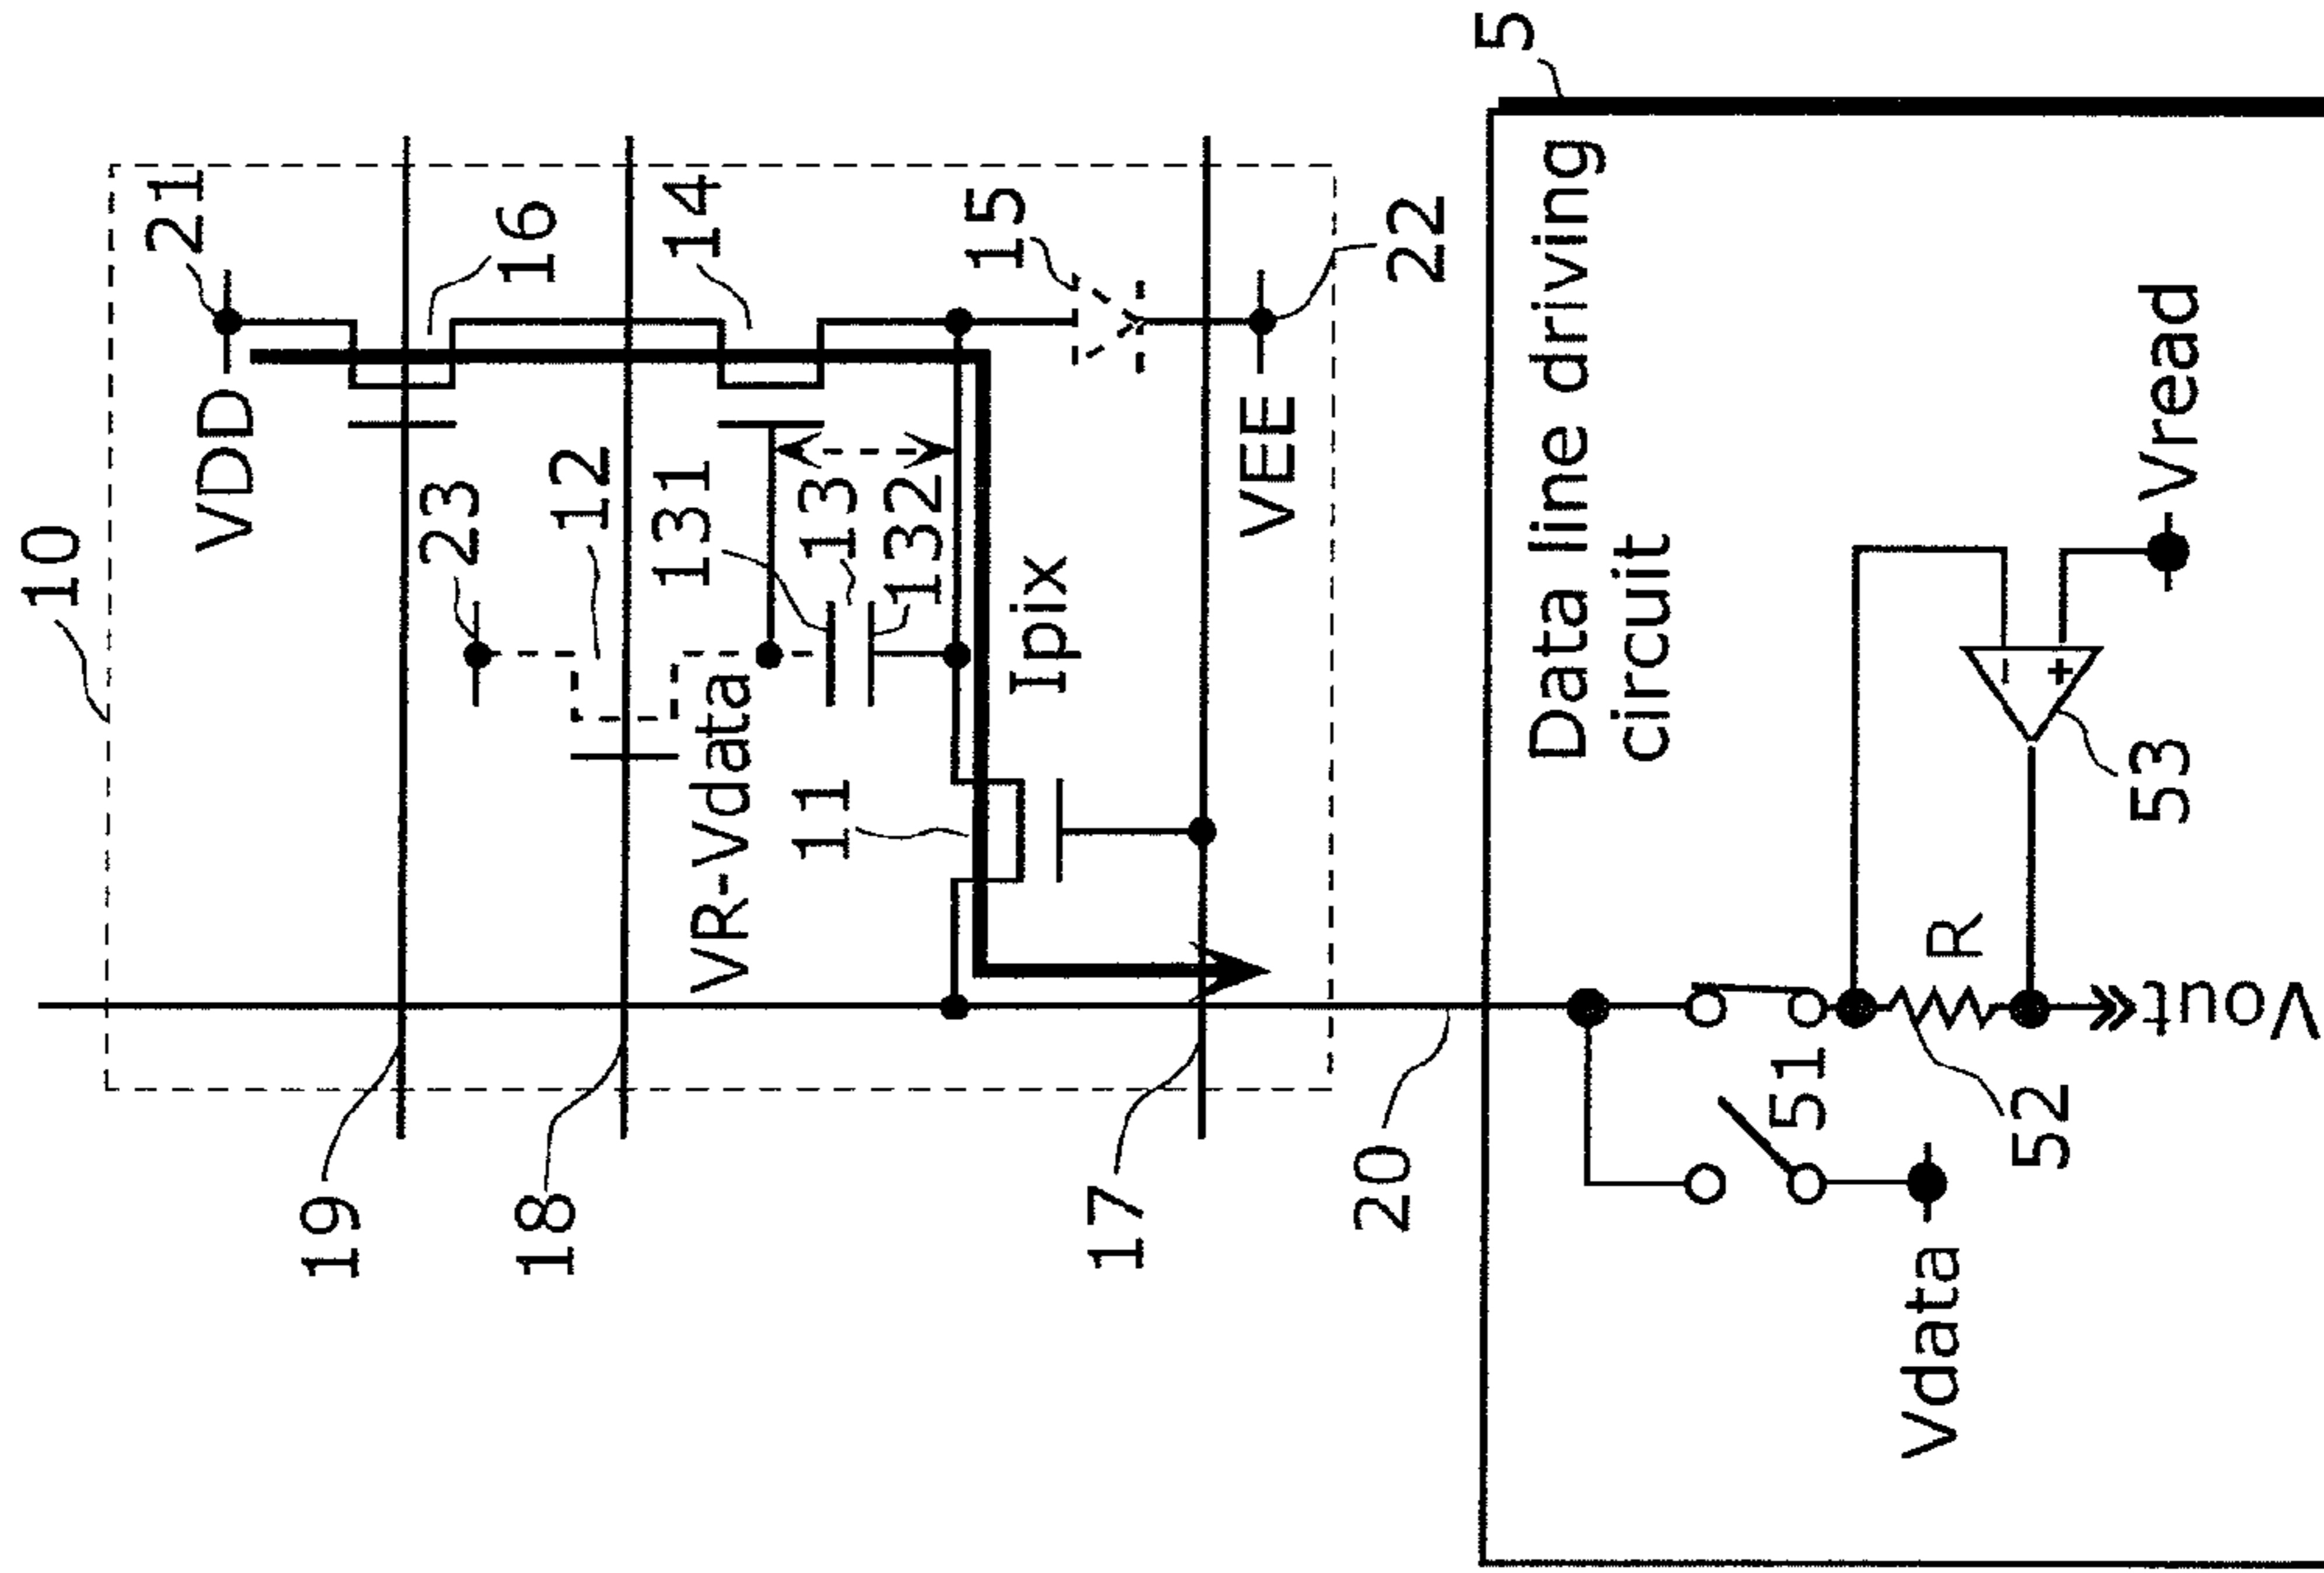 10
21
VDD
16
23
12
14
131
13
132
15
VR-Vdata
11
Ipix
VEE
22
19
18
17
20
5
Data line driving
circuit
Vread
53
R
51
52
Vdata
Vout